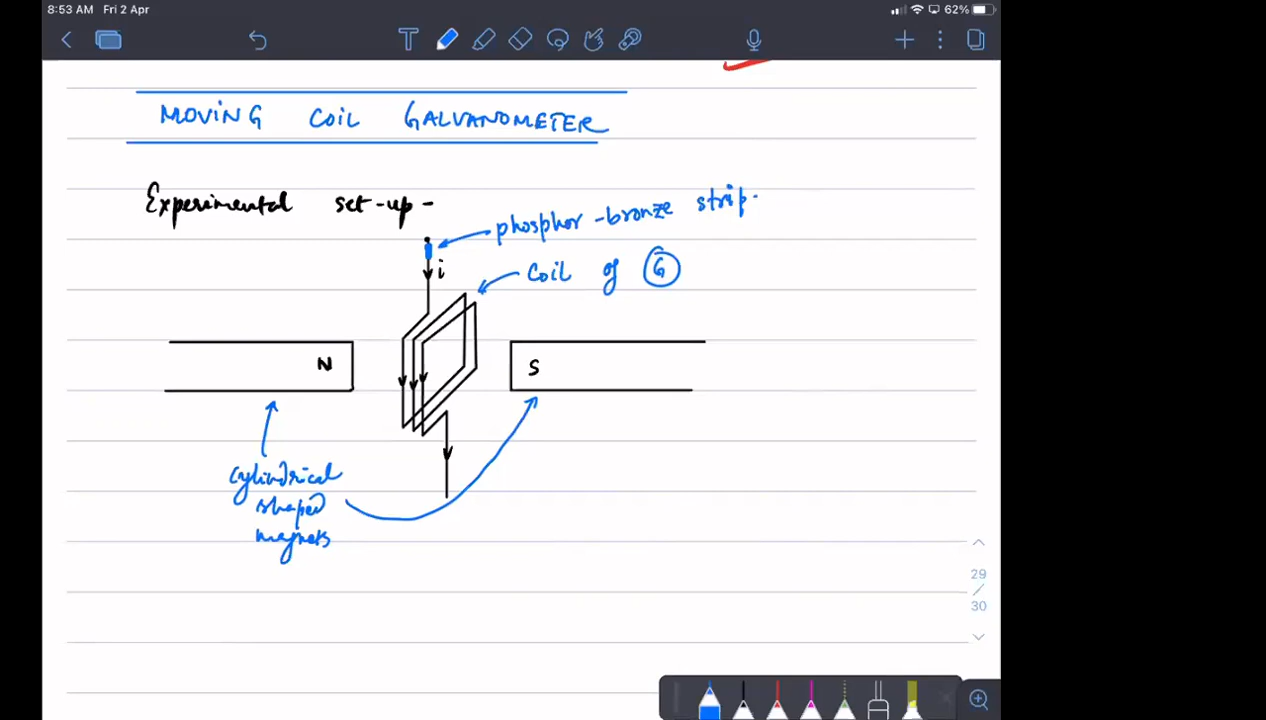 8:53 AM Fri 2 Apr
62%
T
MOVING COIL GALVANOMETER
Experimental set-up -
phosphor-bronze strip.
i
coil of G
N
S
cylindrical
shaped
magnets
29
/
30